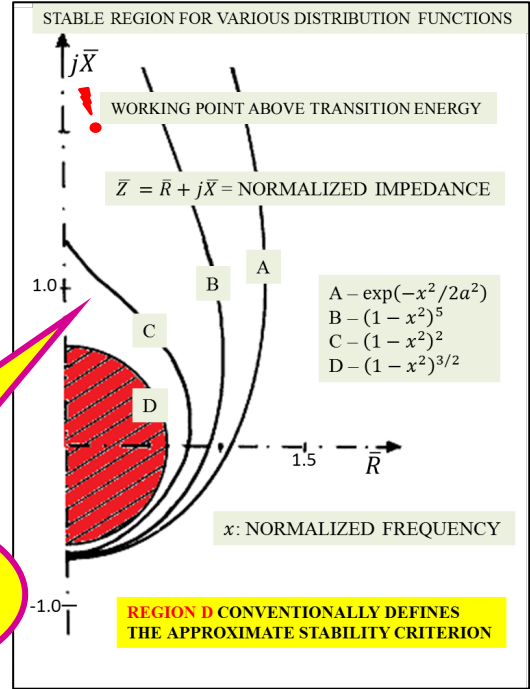 STABLE REGION FOR VARIOUS DISTRIBUTION FUNCTIONS
jX̅
WORKING POINT ABOVE TRANSITION ENERGY
Z̅ = R̅ + jX̅ = NORMALIZED IMPEDANCE
A
B
1.0
A – exp(−x²/2a²)
B – (1 − x²)⁵
C – (1 − x²)²
D – (1 − x²)³ᐟ²
C
D
1.5
R̅
x: NORMALIZED FREQUENCY
-1.0
REGION D CONVENTIONALLY DEFINES
THE APPROXIMATE STABILITY CRITERION